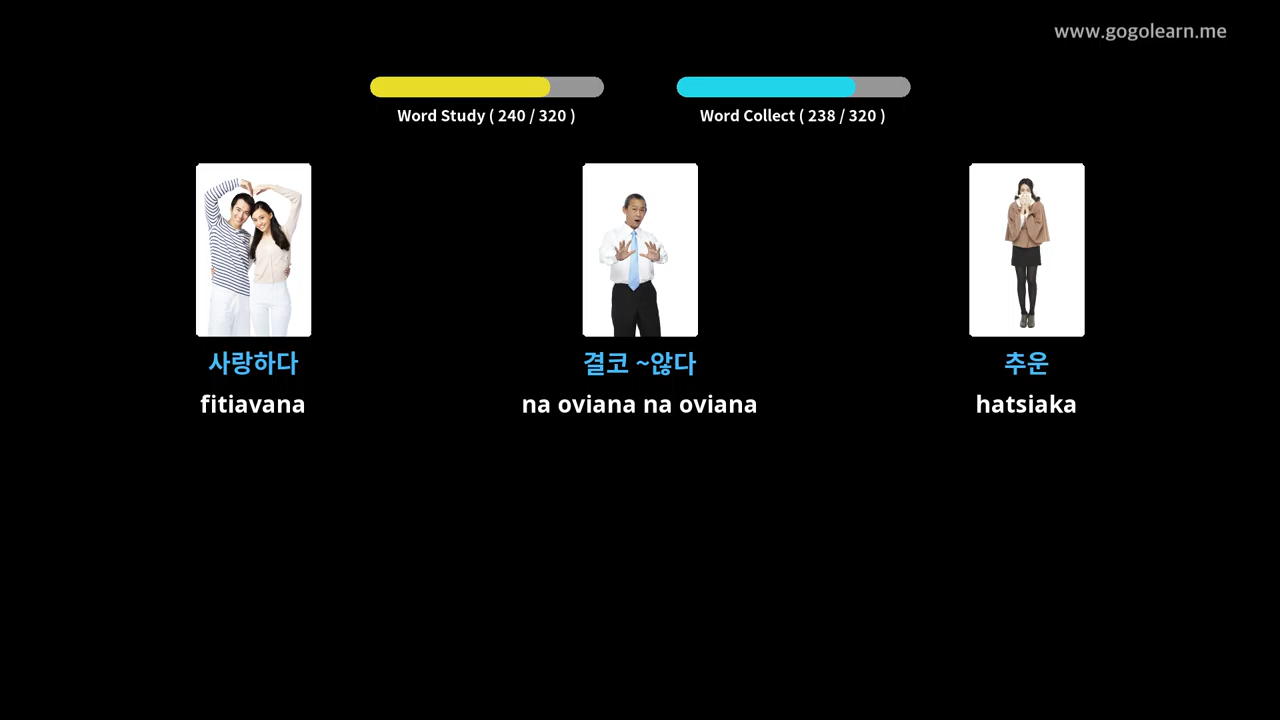 www.gogolearn.me
Word Study ( 240 / 320 )
Word Collect ( 238 / 320 )
사랑하다
결코 ~않다
추운
fitiavana
na oviana na oviana
hatsiaka